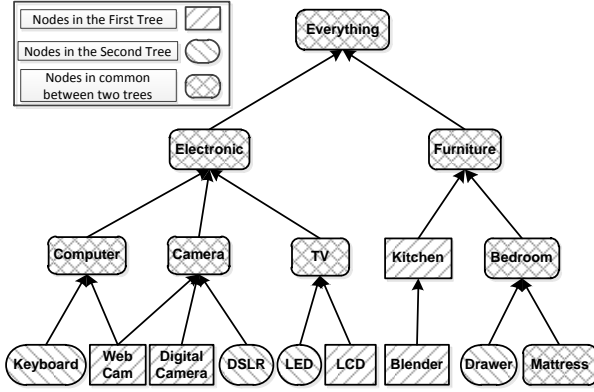 Nodes in the First Tree
Nodes in the Second Tree
Nodes in common
between two trees
Everything
Electronic
Furniture
Computer
Camera
TV
Kitchen
Bedroom
Keyboard
Web
Cam
Digital
Camera
DSLR
LED
LCD
Blender
Drawer
Mattress